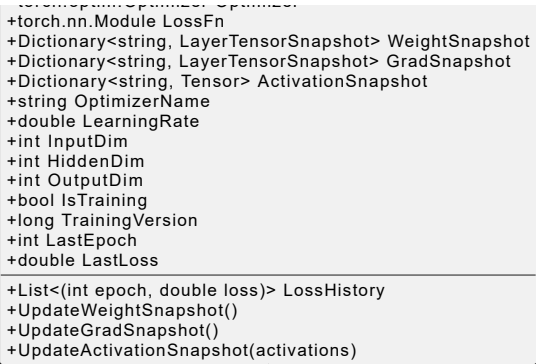 +torch.nn.Module LossFn
+Dictionary<string, LayerTensorSnapshot> WeightSnapshot
+Dictionary<string, LayerTensorSnapshot> GradSnapshot
+Dictionary<string, Tensor> ActivationSnapshot
+string OptimizerName
+double LearningRate
+int InputDim
+int HiddenDim
+int OutputDim
+bool IsTraining
+long TrainingVersion
+int LastEpoch
+double LastLoss
+List<(int epoch, double loss)> LossHistory
+UpdateWeightSnapshot()
+UpdateGradSnapshot()
+UpdateActivationSnapshot(activations)